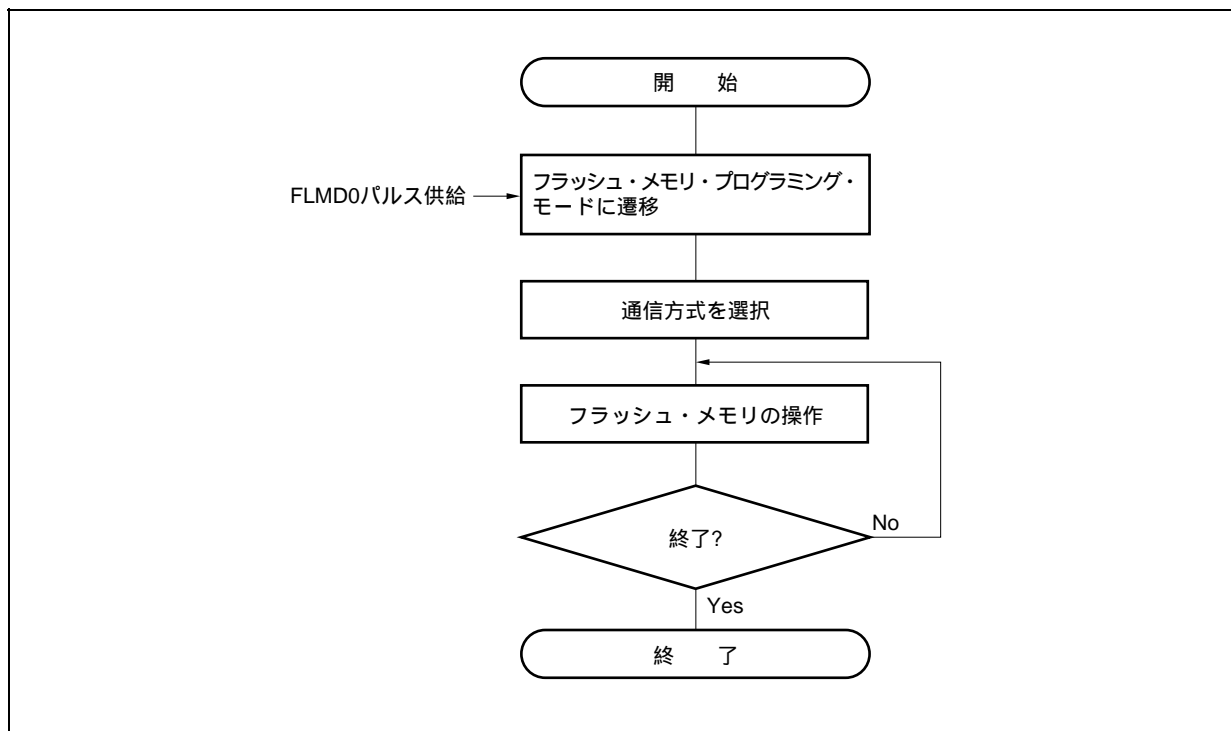 開 始
FLMD0パルス供給
フラッシュ・メモリ・プログラミング・
モードに遷移
通信方式を選択
フラッシュ・メモリの操作
終了?
No
Yes
終 了